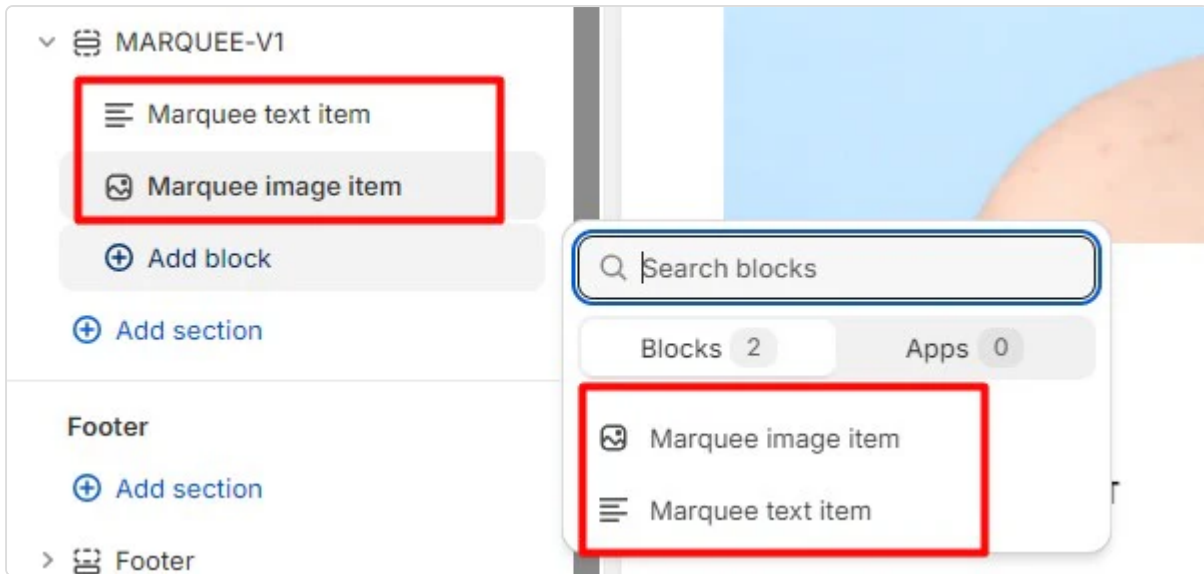 MARQUEE-V1
Marquee text item
Marquee image item
Add block
Add section
Footer
Add section
Footer
Search blocks
Blocks 2
Apps 0
Marquee image item
Marquee text item